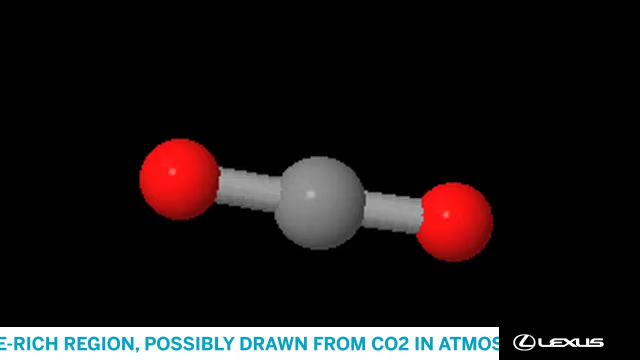 E-RICH REGION, POSSIBLY DRAWN FROM CO2 IN ATMOS
LEXUS